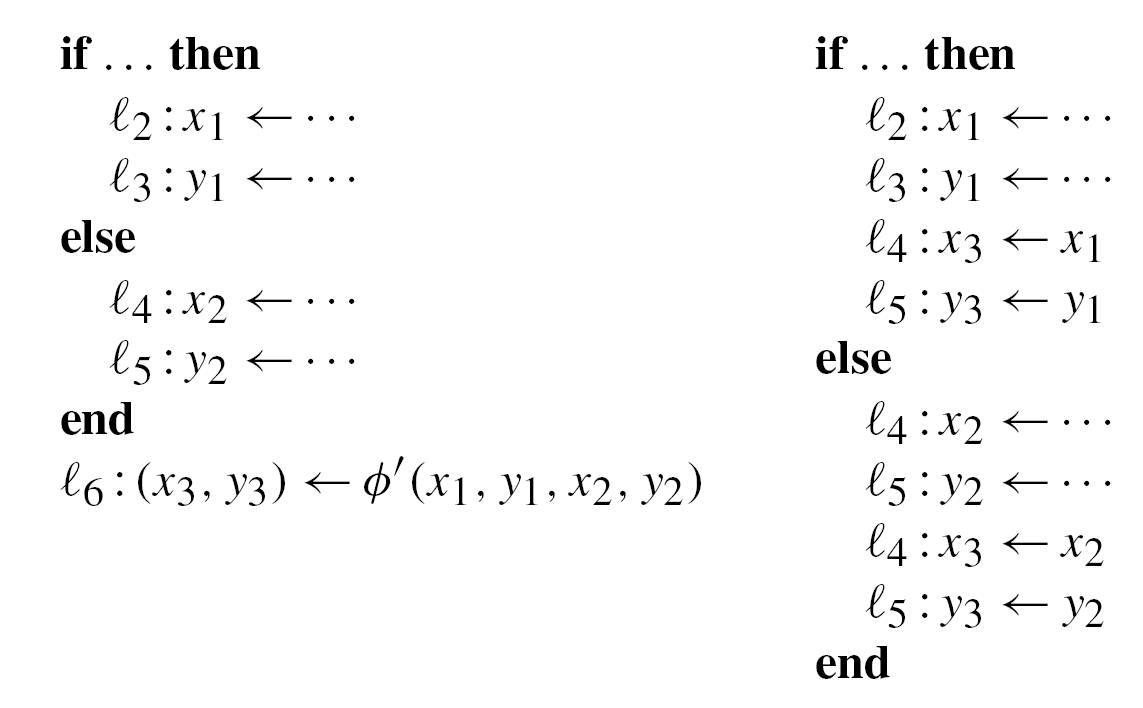 if … then
ℓ2 : x1 ← ⋯
ℓ3 : y1 ← ⋯
else
ℓ4 : x2 ← ⋯
ℓ5 : y2 ← ⋯
end
ℓ6 : (x3, y3) ← ϕ′(x1, y1, x2, y2)
if … then
ℓ2 : x1 ← ⋯
ℓ3 : y1 ← ⋯
ℓ4 : x3 ← x1
ℓ5 : y3 ← y1
else
ℓ4 : x2 ← ⋯
ℓ5 : y2 ← ⋯
ℓ4 : x3 ← x2
ℓ5 : y3 ← y2
end